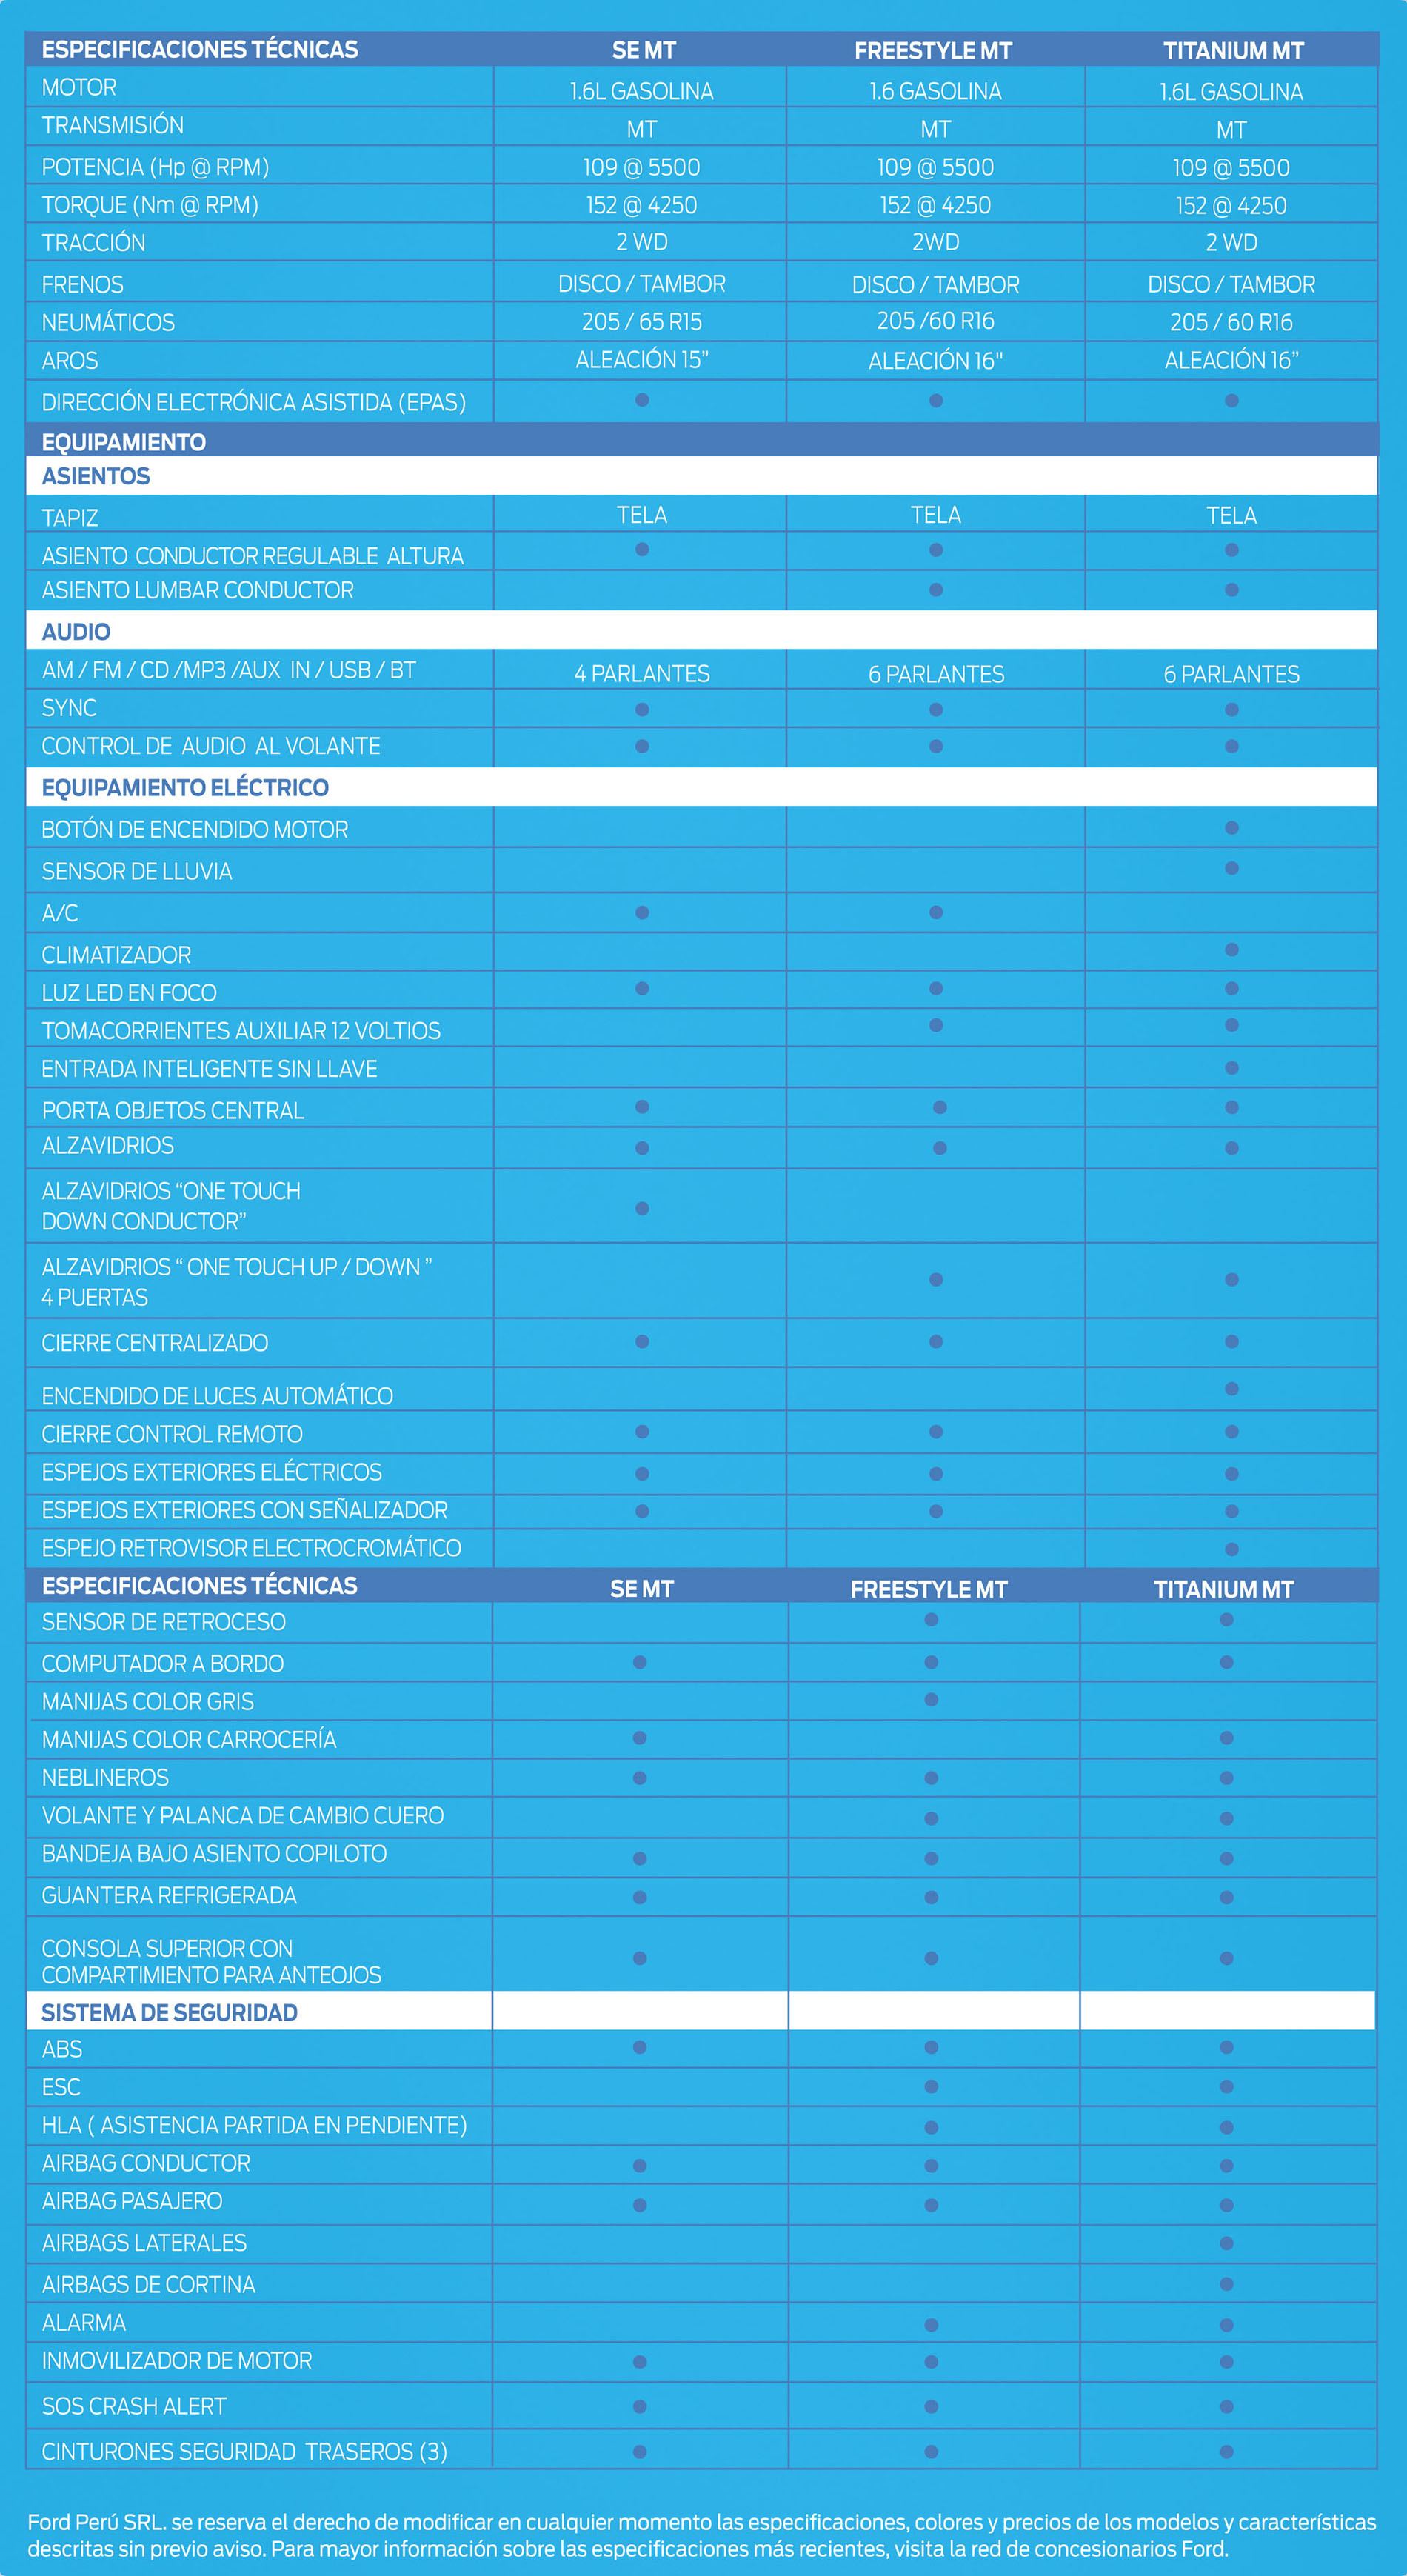 ESPECIFICACIONES TÉCNICAS SE MT FREESTYLE MT TITANIUM MT
MOTOR 1.6L GASOLINA 1.6 GASOLINA 1.6L GASOLINA
TRANSMISIÓN MT MT MT
POTENCIA (Hp @ RPM) 109 @ 5500 109 @ 5500 109 @ 5500
TORQUE (Nm @ RPM) 152 @ 4250 152 @ 4250 152 @ 4250
TRACCIÓN 2 WD 2WD 2 WD
FRENOS DISCO / TAMBOR DISCO / TAMBOR DISCO / TAMBOR
NEUMÁTICOS 205 / 65 R15 205 /60 R16 205 / 60 R16
AROS ALEACIÓN 15” ALEACIÓN 16" ALEACIÓN 16”
DIRECCIÓN ELECTRÓNICA ASISTIDA (EPAS) ● ● ●
EQUIPAMIENTO
ASIENTOS
TAPIZ TELA TELA TELA
ASIENTO CONDUCTOR REGULABLE ALTURA ● ● ●
ASIENTO LUMBAR CONDUCTOR ● ●
AUDIO
AM / FM / CD /MP3 /AUX IN / USB / BT 4 PARLANTES 6 PARLANTES 6 PARLANTES
SYNC ● ● ●
CONTROL DE AUDIO AL VOLANTE ● ● ●
EQUIPAMIENTO ELÉCTRICO
BOTÓN DE ENCENDIDO MOTOR ●
SENSOR DE LLUVIA ●
A/C ● ●
CLIMATIZADOR ●
LUZ LED EN FOCO ● ● ●
TOMACORRIENTES AUXILIAR 12 VOLTIOS ● ●
ENTRADA INTELIGENTE SIN LLAVE ●
PORTA OBJETOS CENTRAL ● ● ●
ALZAVIDRIOS ● ● ●
ALZAVIDRIOS “ONE TOUCH
DOWN CONDUCTOR” ●
ALZAVIDRIOS “ ONE TOUCH UP / DOWN ”
4 PUERTAS ● ●
CIERRE CENTRALIZADO ● ● ●
ENCENDIDO DE LUCES AUTOMÁTICO ●
CIERRE CONTROL REMOTO ● ● ●
ESPEJOS EXTERIORES ELÉCTRICOS ● ● ●
ESPEJOS EXTERIORES CON SEÑALIZADOR ● ● ●
ESPEJO RETROVISOR ELECTROCROMÁTICO ●
ESPECIFICACIONES TÉCNICAS SE MT FREESTYLE MT TITANIUM MT
SENSOR DE RETROCESO ● ●
COMPUTADOR A BORDO ● ● ●
MANIJAS COLOR GRIS ●
MANIJAS COLOR CARROCERÍA ● ●
NEBLINEROS ● ● ●
VOLANTE Y PALANCA DE CAMBIO CUERO ● ●
BANDEJA BAJO ASIENTO COPILOTO ● ● ●
GUANTERA REFRIGERADA ● ● ●
CONSOLA SUPERIOR CON
COMPARTIMIENTO PARA ANTEOJOS ● ● ●
SISTEMA DE SEGURIDAD
ABS ● ● ●
ESC ● ●
HLA ( ASISTENCIA PARTIDA EN PENDIENTE) ● ●
AIRBAG CONDUCTOR ● ● ●
AIRBAG PASAJERO ● ● ●
AIRBAGS LATERALES ●
AIRBAGS DE CORTINA ●
ALARMA ● ●
INMOVILIZADOR DE MOTOR ● ● ●
SOS CRASH ALERT ● ● ●
CINTURONES SEGURIDAD TRASEROS (3) ● ● ●
Ford Perú SRL. se reserva el derecho de modificar en cualquier momento las especificaciones, colores y precios de los modelos y características
descritas sin previo aviso. Para mayor información sobre las especificaciones más recientes, visita la red de concesionarios Ford.